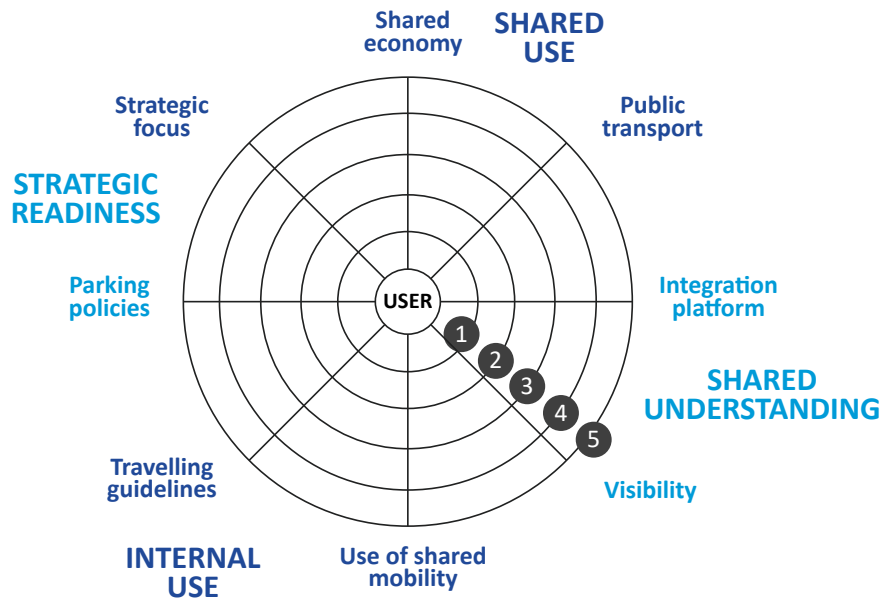 Shared
economy
SHARED
USE
Strategic
focus
Public
transport
STRATEGIC
READINESS
Parking
policies
USER
Integration
platform
1
2
3
4
5
SHARED
UNDERSTANDING
Visibility
Travelling
guidelines
INTERNAL
USE
Use of shared
mobility